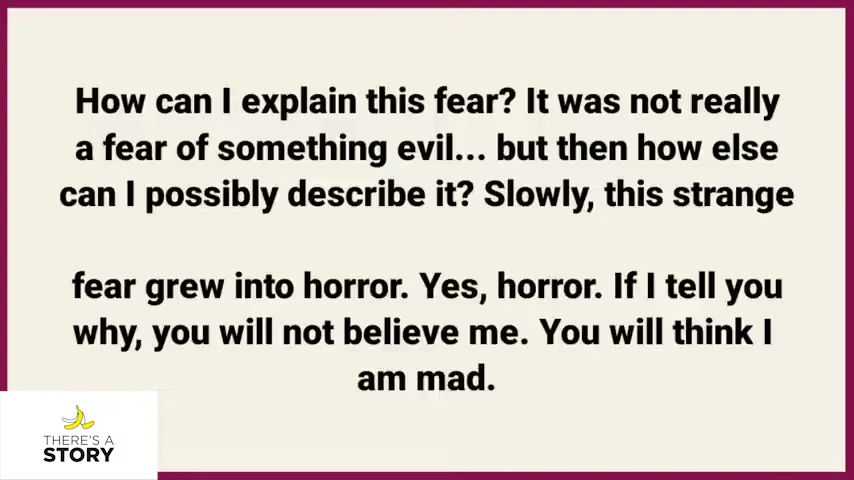 How can I explain this fear? It was not really
a fear of something evil... but then how else
can I possibly describe it? Slowly, this strange
fear grew into horror. Yes, horror. If I tell you
why, you will not believe me. You will think I
am mad.
THERE'S A
STORY